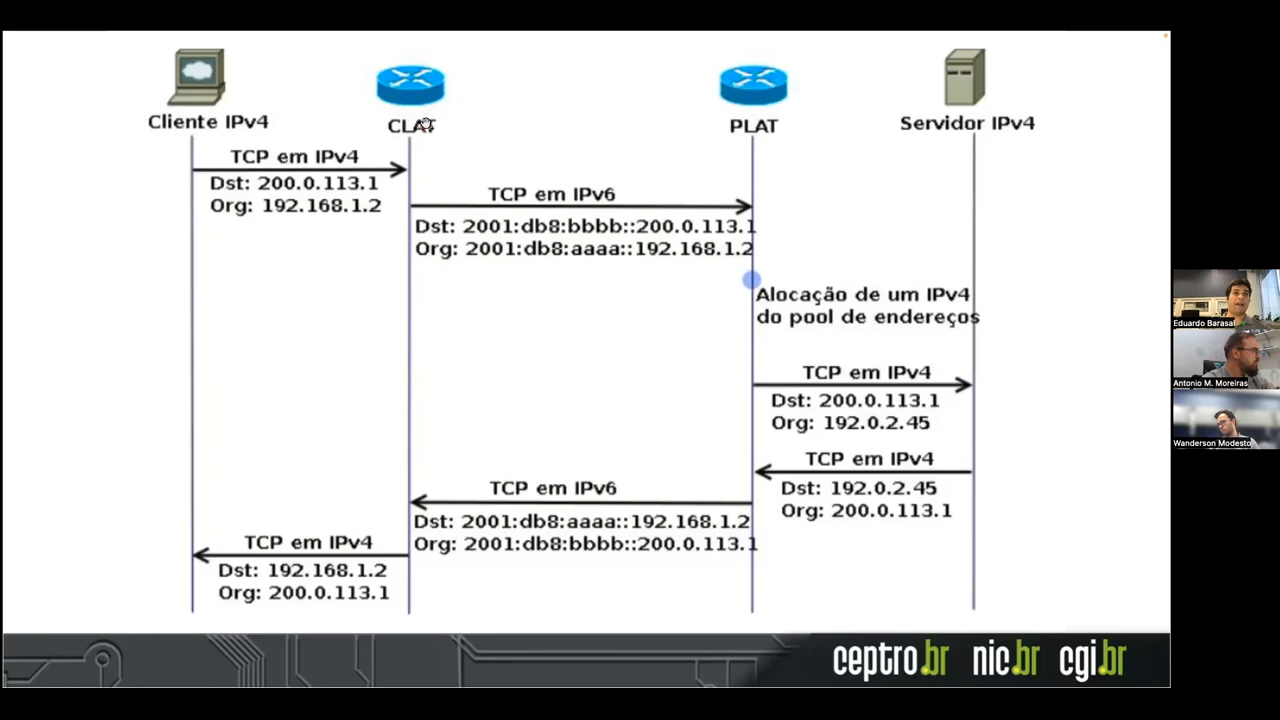 Cliente IPv4
CLAT
PLAT
Servidor IPv4
TCP em IPv4
Dst: 200.0.113.1
Org: 192.168.1.2
TCP em IPv6
Dst: 2001:db8:bbbb::200.0.113.1
Org: 2001:db8:aaaa::192.168.1.2
Alocação de um IPv4
do pool de endereços
TCP em IPv4
Dst: 200.0.113.1
Org: 192.0.2.45
TCP em IPv4
Dst: 192.0.2.45
Org: 200.0.113.1
TCP em IPv6
Dst: 2001:db8:aaaa::192.168.1.2
Org: 2001:db8:bbbb::200.0.113.1
TCP em IPv4
Dst: 192.168.1.2
Org: 200.0.113.1
ceptro.br nic.br cgi.br
Eduardo Barasal
Antonio M. Moreiras
Wanderson Modesto